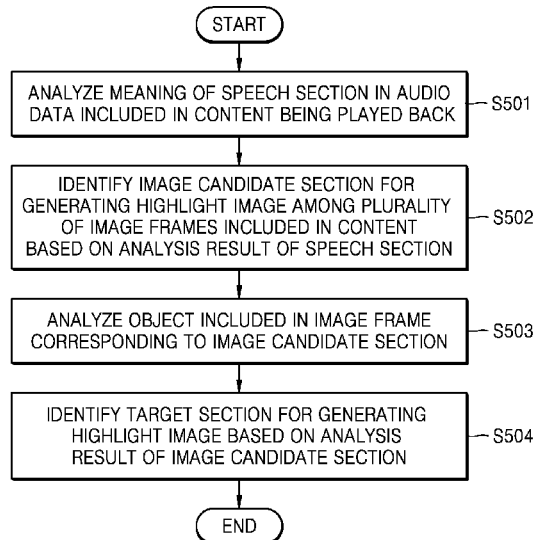 START
ANALYZE MEANING OF SPEECH SECTION IN AUDIO
DATA INCLUDED IN CONTENT BEING PLAYED BACK
S501
IDENTIFY IMAGE CANDIDATE SECTION FOR
GENERATING HIGHLIGHT IMAGE AMONG PLURALITY
OF IMAGE FRAMES INCLUDED IN CONTENT
BASED ON ANALYSIS RESULT OF SPEECH SECTION
S502
ANALYZE OBJECT INCLUDED IN IMAGE FRAME
CORRESPONDING TO IMAGE CANDIDATE SECTION
S503
IDENTIFY TARGET SECTION FOR GENERATING
HIGHLIGHT IMAGE BASED ON ANALYSIS
RESULT OF IMAGE CANDIDATE SECTION
S504
END